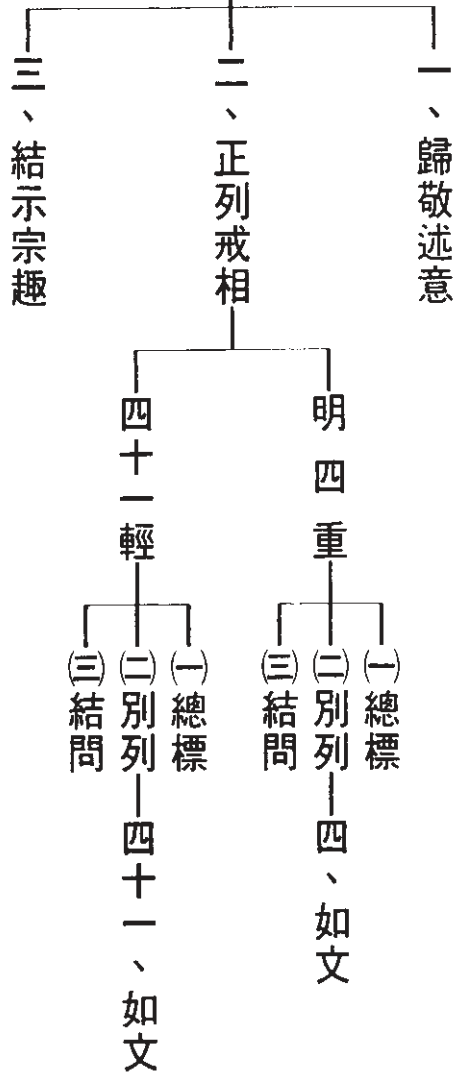 一、歸敬述意
二、正列戒相
明四重
㈠總標
㈡別列
四、如文
㈢結問
四十一輕
㈠總標
㈡別列
四十一、如文
㈢結問
三、結示宗趣